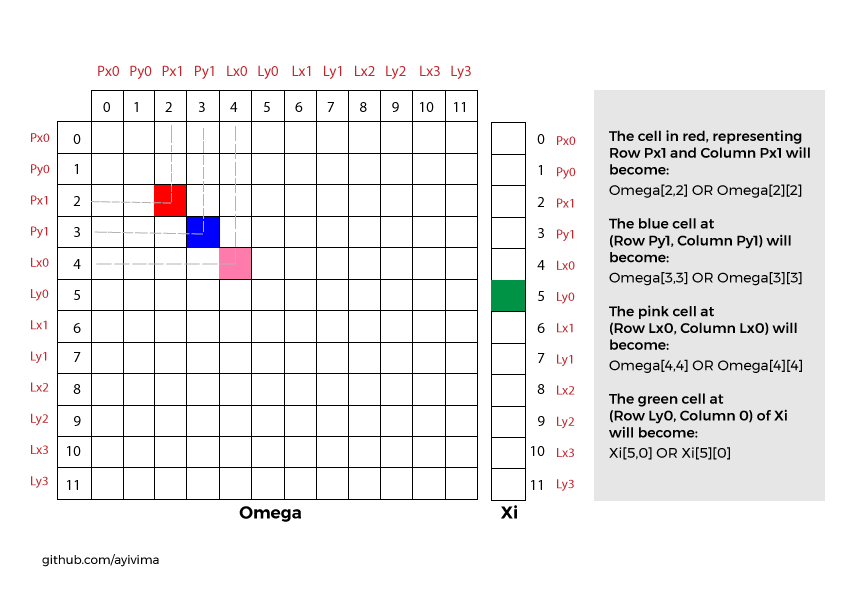 Px0 Py0 Px1 Py1 Lx0 Ly0 Lx1 Ly1 Lx2 Ly2 Lx3 Ly3
0 1 2 3 4 5 6 7 8 9 10 11
Px0 0
Py0 1
Px1 2
Py1 3
Lx0 4
Ly0 5
Lx1 6
Ly1 7
Lx2 8
Ly2 9
Lx3 10
Ly3 11
Omega
0 Px0
1 Py0
2 Px1
3 Py1
4 Lx0
5 Ly0
6 Lx1
7 Ly1
8 Lx2
9 Ly2
10 Lx3
11 Ly3
Xi
The cell in red, representing
Row Px1 and Column Px1 will
become:
Omega[2,2] OR Omega[2][2]
The blue cell at
(Row Py1, Column Py1) will
become:
Omega[3,3] OR Omega[3][3]
The pink cell at
(Row Lx0, Column Lx0) will
become:
Omega[4,4] OR Omega[4][4]
The green cell at
(Row Ly0, Column 0) of Xi
will become:
Xi[5,0] OR Xi[5][0]
github.com/ayivima